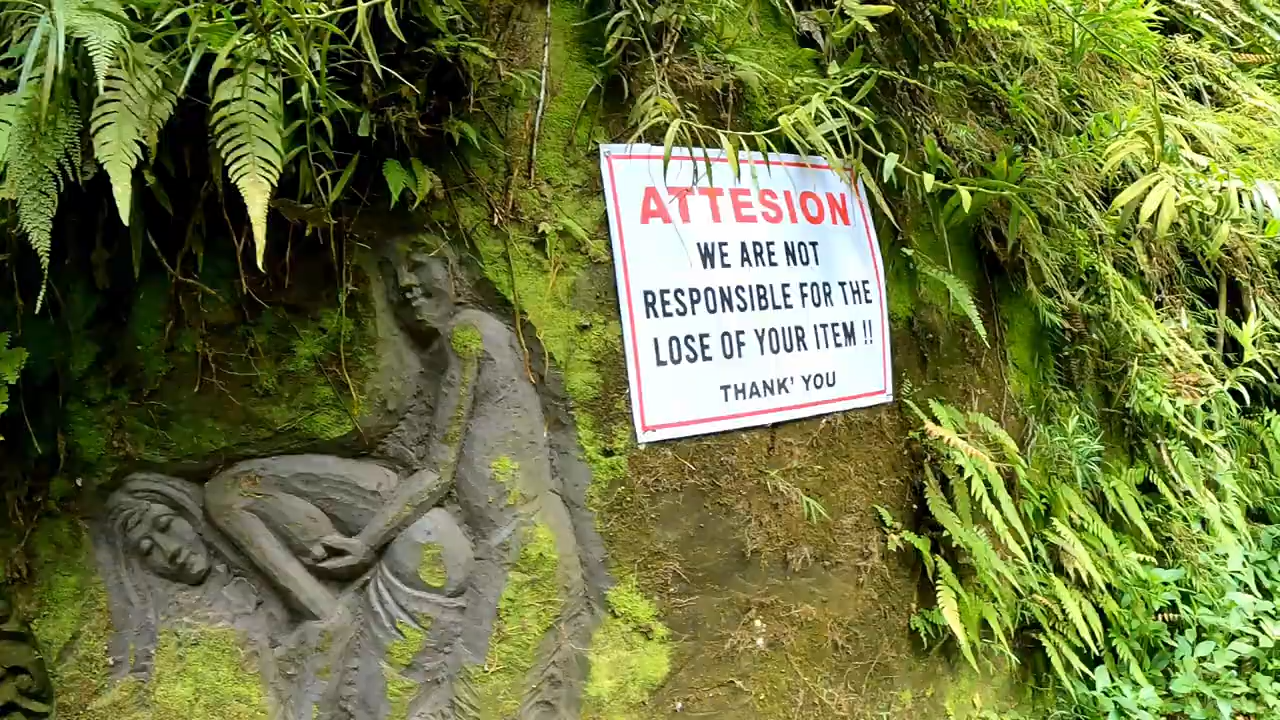 ATTESION
WE ARE NOT
RESPONSIBLE FOR THE
LOSE OF YOUR ITEM !!
THANK' YOU